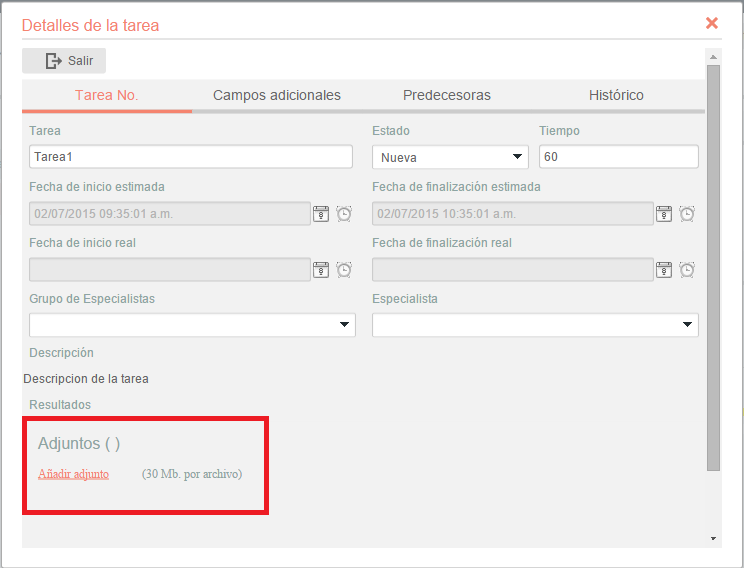 Detalles de la tarea
Salir
Tarea No. Campos adicionales Predecesoras Histórico
Tarea Estado Tiempo
Tarea1 Nueva 60
Fecha de inicio estimada Fecha de finalización estimada
02/07/2015 09:35:01 a.m. 02/07/2015 10:35:01 a.m.
Fecha de inicio real Fecha de finalización real
Grupo de Especialistas Especialista
Descripción
Descripcion de la tarea
Resultados
Adjuntos ( )
Añadir adjunto (30 Mb. por archivo)